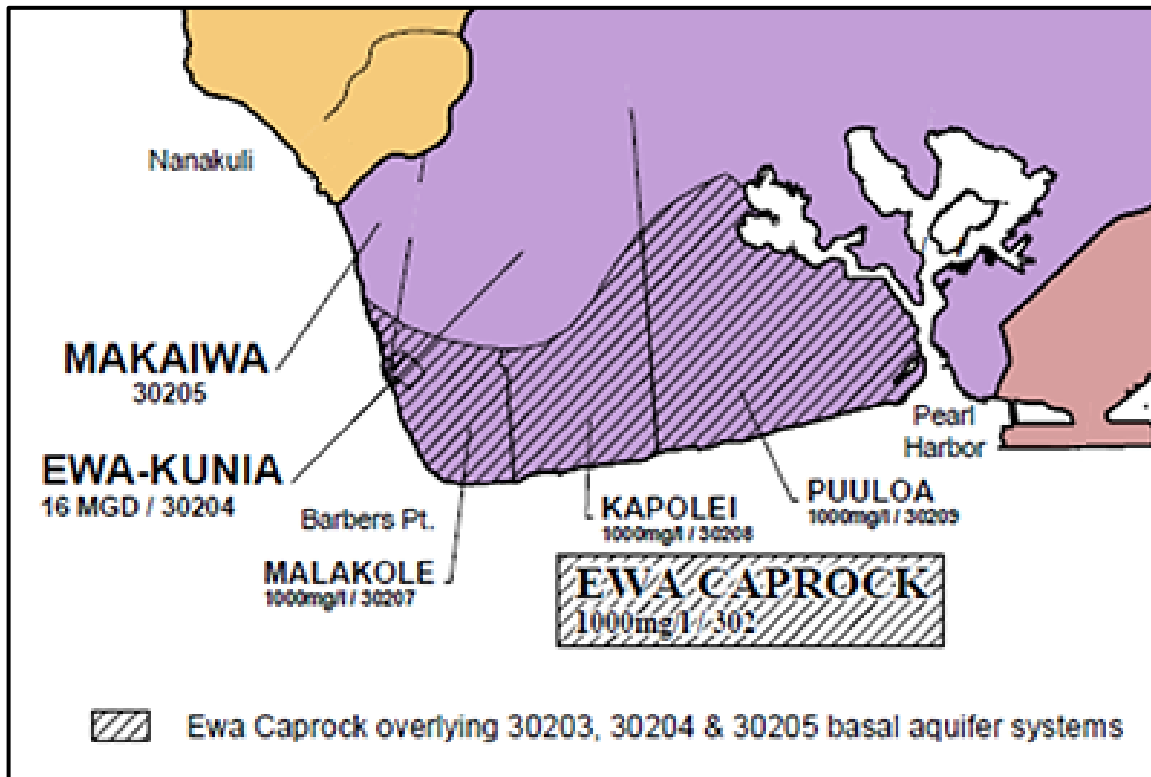 Nanakuli
MAKAIWA
30205
EWA-KUNIA
16 MGD / 30204
Barbers Pt.
MALAKOLE
1000mg/l / 30207
KAPOLEI
1000mg/l / 30208
PUULOA
1000mg/l / 30209
Pearl
Harbor
EWA CAPROCK
1000mg/l / 302
Ewa Caprock overlying 30203, 30204 & 30205 basal aquifer systems